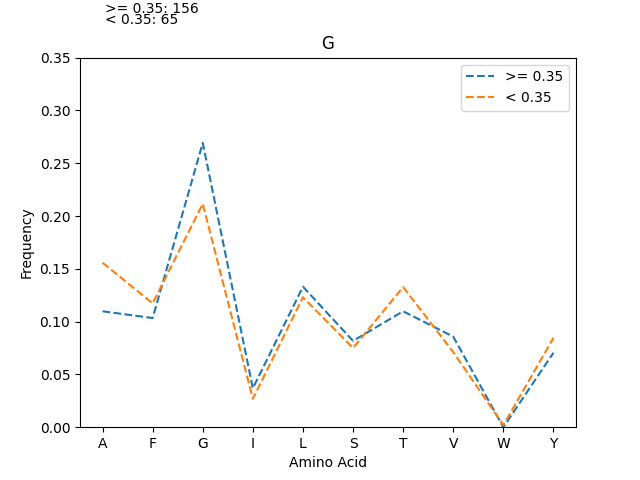 >= 0.35: 156
< 0.35: 65
G
>= 0.35
< 0.35
0.35
0.30
0.25
0.20
0.15
0.10
0.05
0.00
Frequency
A F G I L S T V W Y
Amino Acid